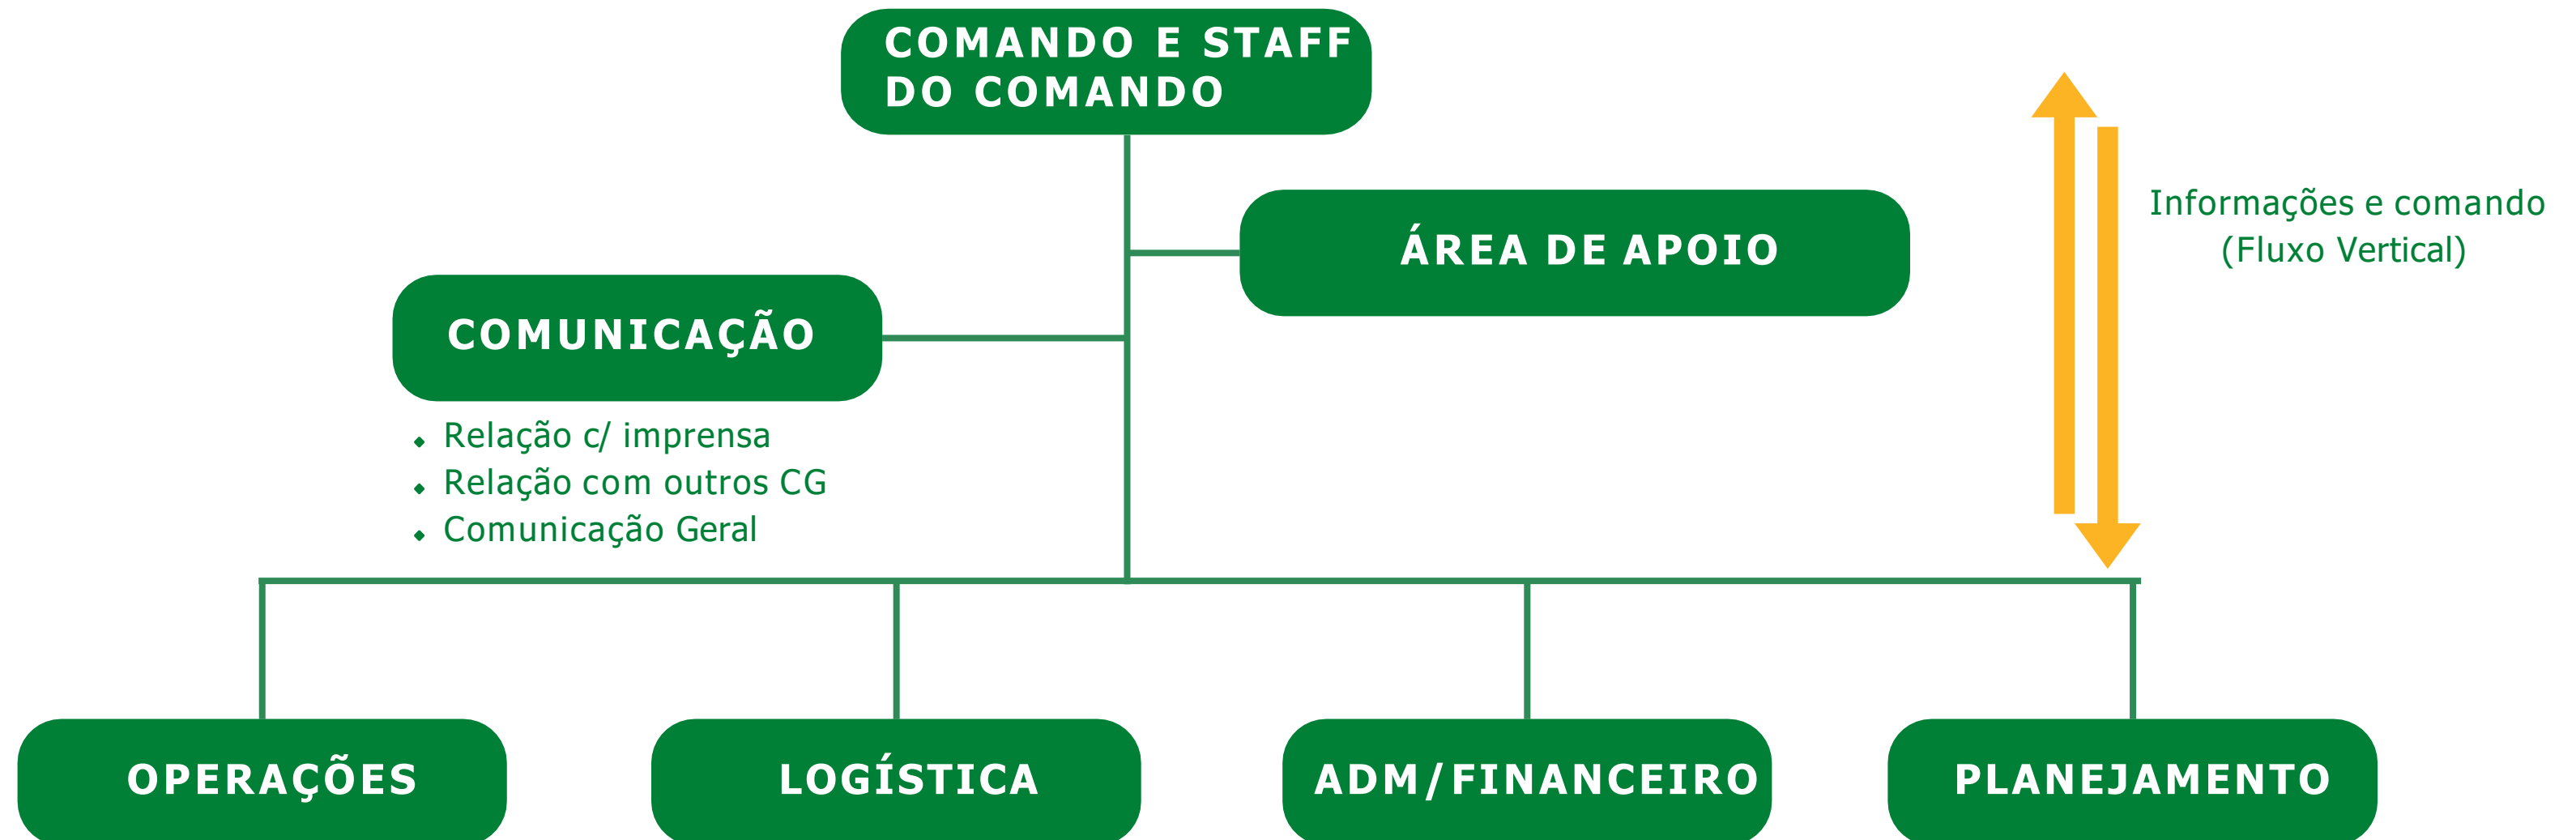 COMANDO E STAFF
DO COMANDO
ÁREA DE APOIO
Informações e comando
(Fluxo Vertical)
COMUNICAÇÃO
Relação c/ imprensa
Relação com outros CG
Comunicação Geral
OPERAÇÕES
LOGÍSTICA
ADM/FINANCEIRO
PLANEJAMENTO